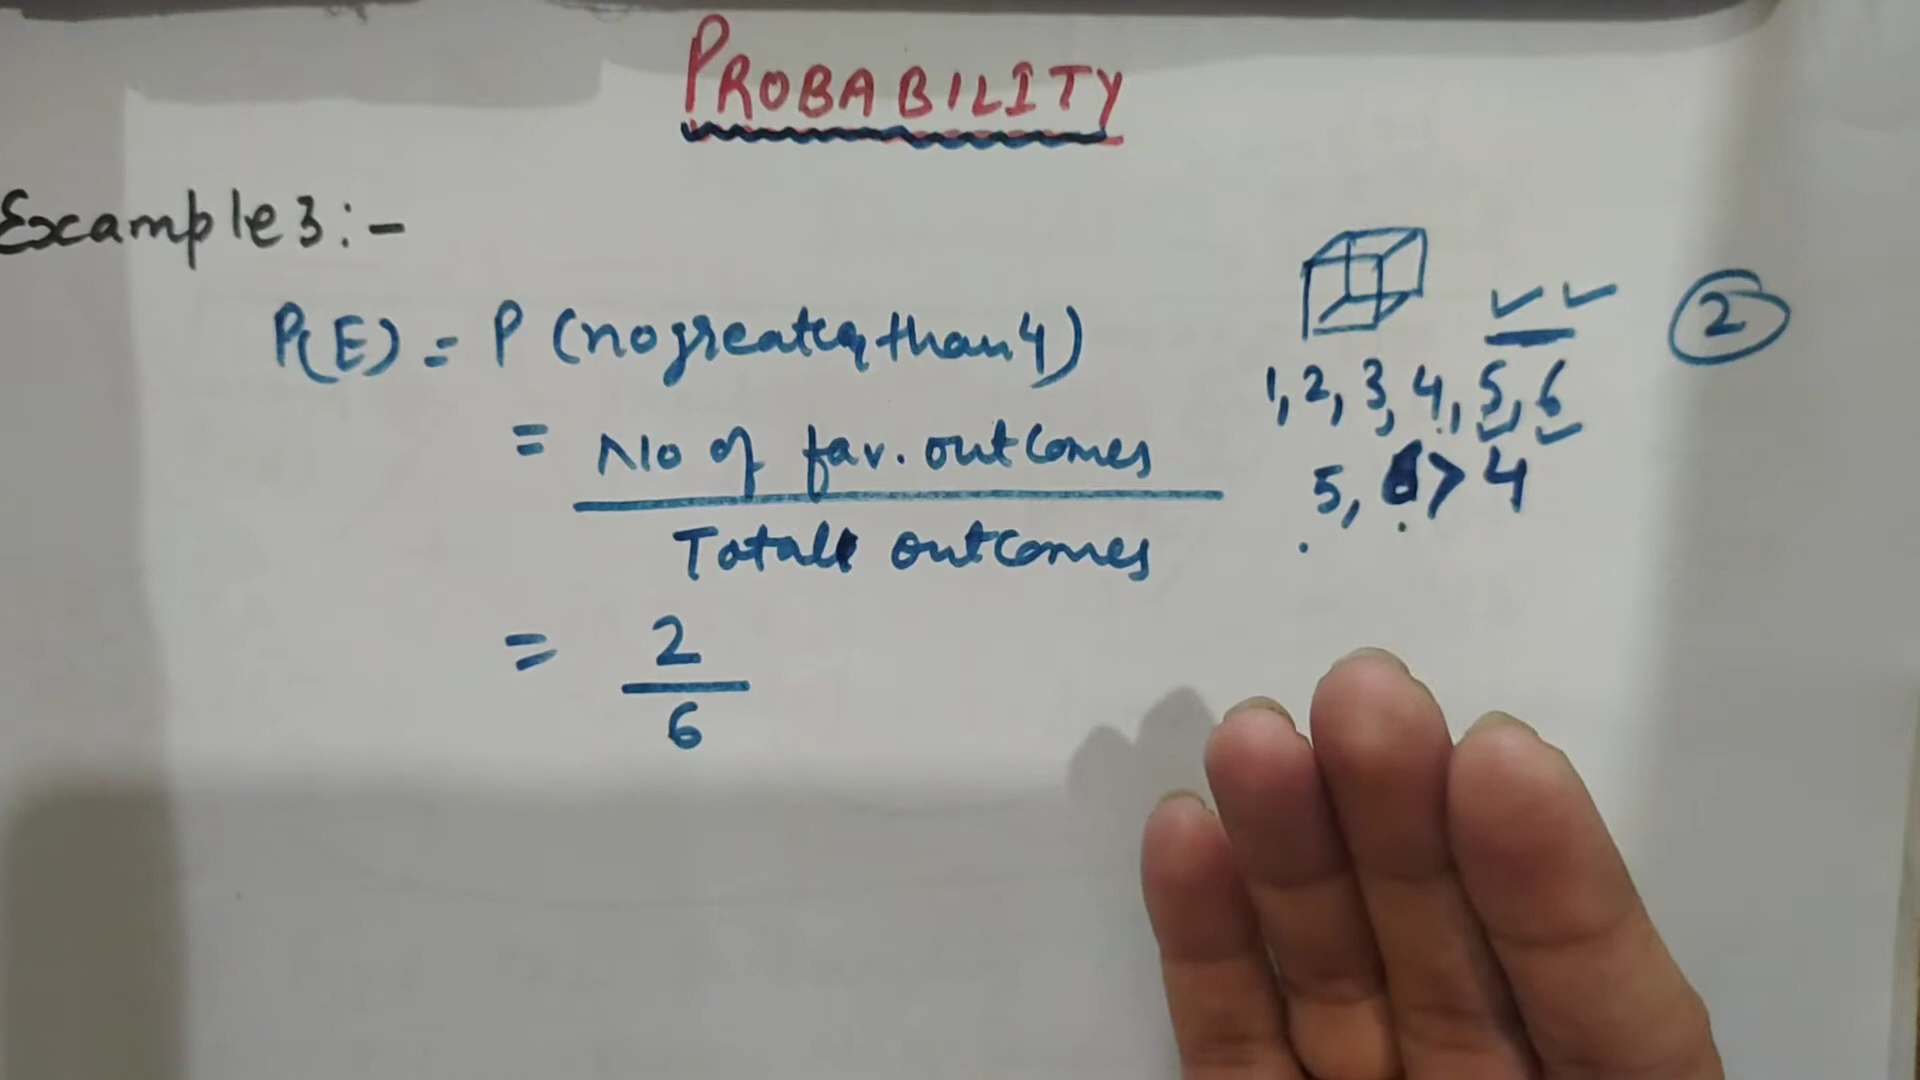 PROBABILITY
Example 3:-
P(E) = P (no greater than 4)
= No of fav. outcomes
Total outcomes
= 2
6
2
1, 2, 3, 4, 5, 6
5, 6 > 4